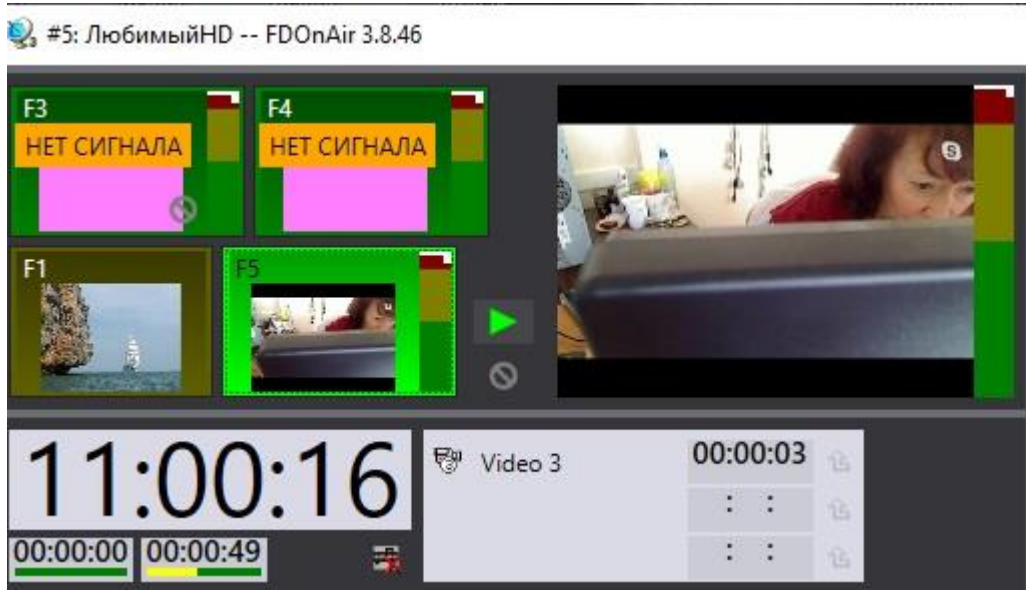 #5: ЛюбимыйHD -- FDOnAir 3.8.46
F3
НЕТ СИГНАЛА
F4
НЕТ СИГНАЛА
F1
F5
S
11:00:16
00:00:00
00:00:49
Video 3
00:00:03
: :
: :